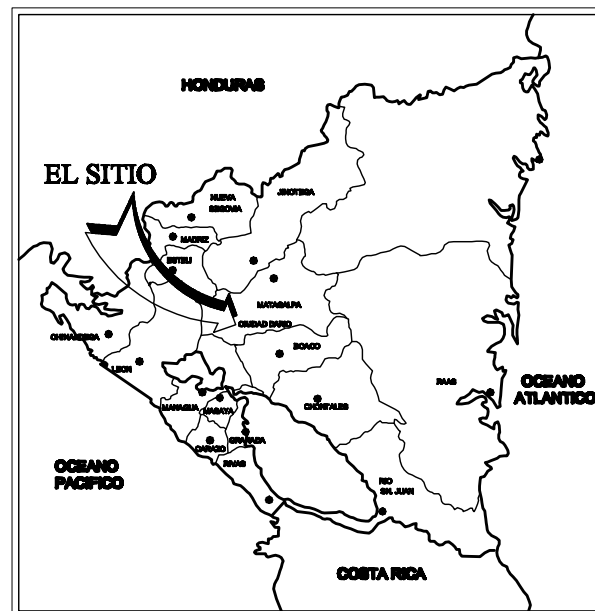 HONDURAS
EL SITIO
NUEVA
SEGOVIA
JINOTEGA
MADRIZ
ESTELI
MATAGALPA
CIUDAD DARIO
CHINANDEGA
BOACO
LEON
RAAS
OCEANO
ATLANTICO
MANAGUA
MASAYA
CHONTALES
CARAZO
GRANADA
RIVAS
OCEANO
PACIFICO
RIO
SN. JUAN
COSTA RICA